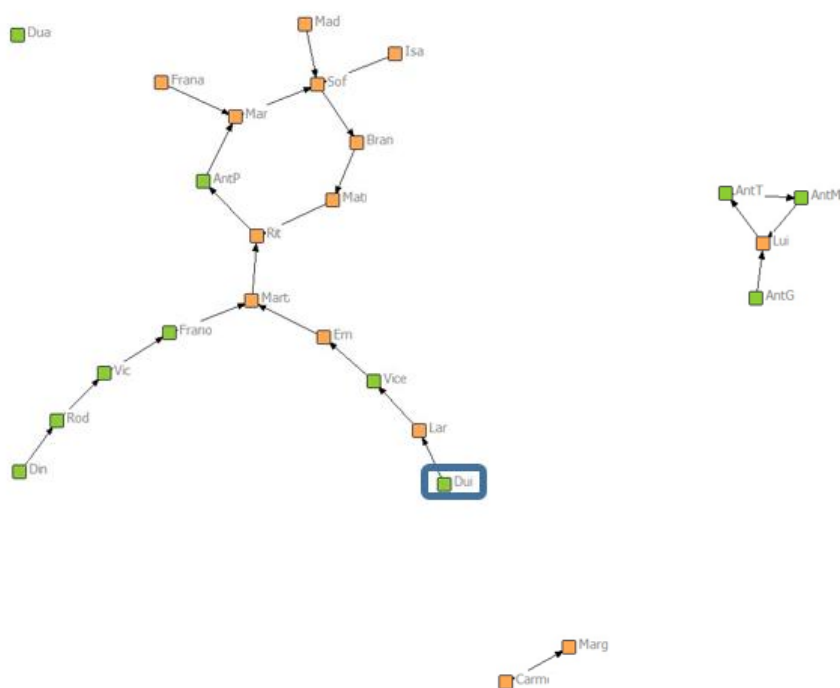 Mad
Dua
Isa
Frana
Sof
Mar
Bran
AntP
AntT
AntM
Mati
Rit
Lui
AntG
Mart
Frano
Em
Vic
Vice
Rod
Lar
Din
Dui
Marg